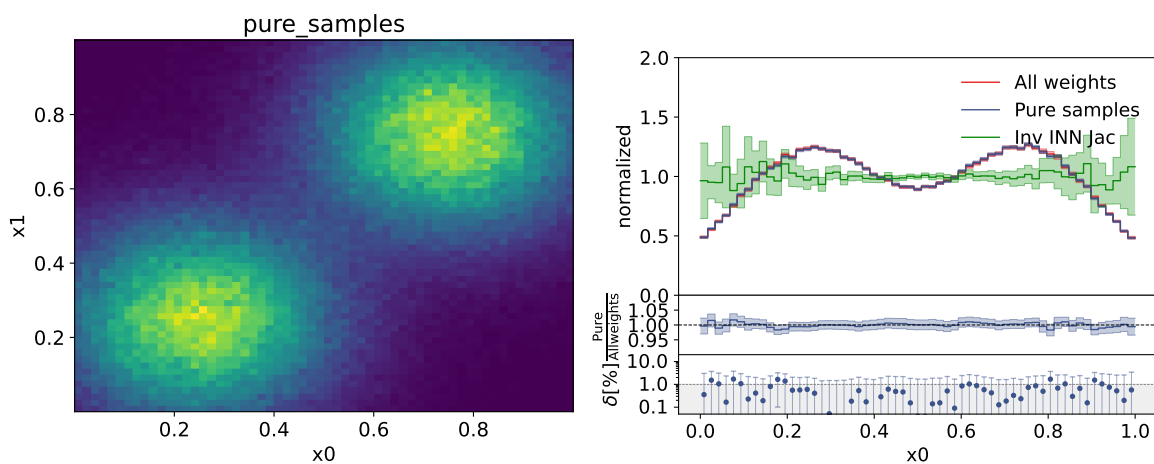 pure_samples
x1
0.8
0.6
0.4
0.2
0.2 0.4 0.6 0.8
x0
normalized
2.0
1.5
1.0
0.5
0.0
All weights
Pure samples
Inv INN Jac
Pure
Allweights
1.05
1.00
0.95
δ[%]
10.0
1.0
0.1
0.0 0.2 0.4 0.6 0.8 1.0
x0